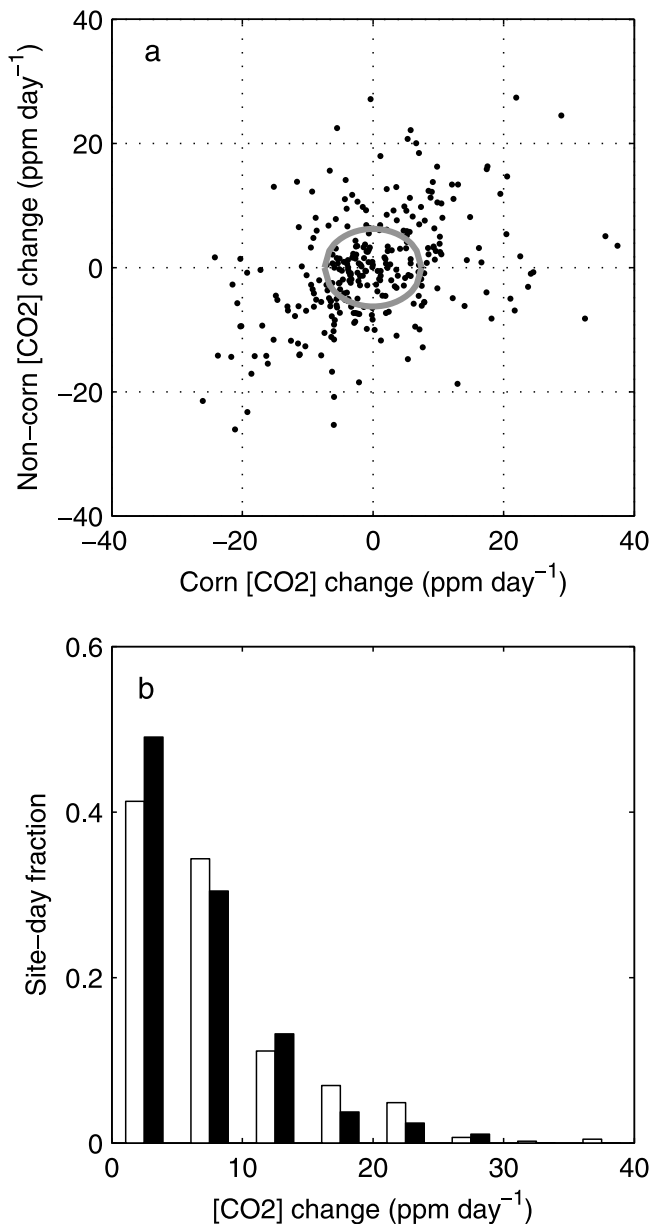 a
40
20
0
−20
−40
Non−corn [CO2] change (ppm day−1)
−40 −20 0 20 40
Corn [CO2] change (ppm day−1)
b
0.6
0.4
0.2
0
Site−day fraction
0 10 20 30 40
[CO2] change (ppm day−1)